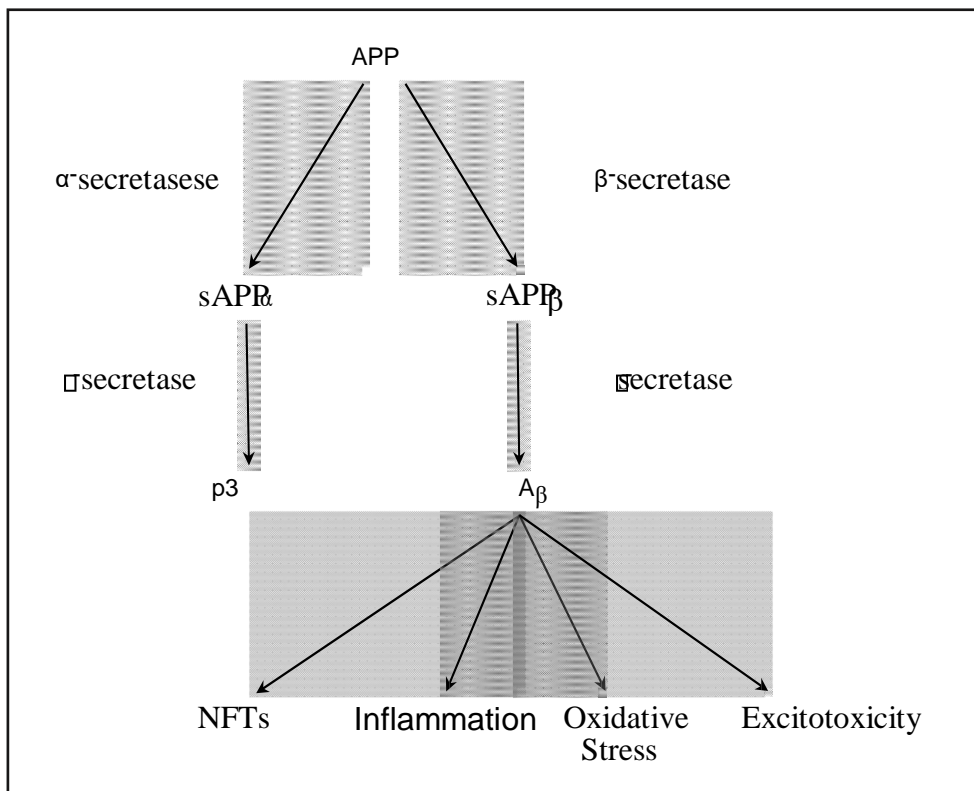 APP
α-secretasese
β-secretase
sAPPα
sAPPβ
-secretase
secretase
p3
Aβ
NFTs
Inflammation
Oxidative
Stress
Excitotoxicity